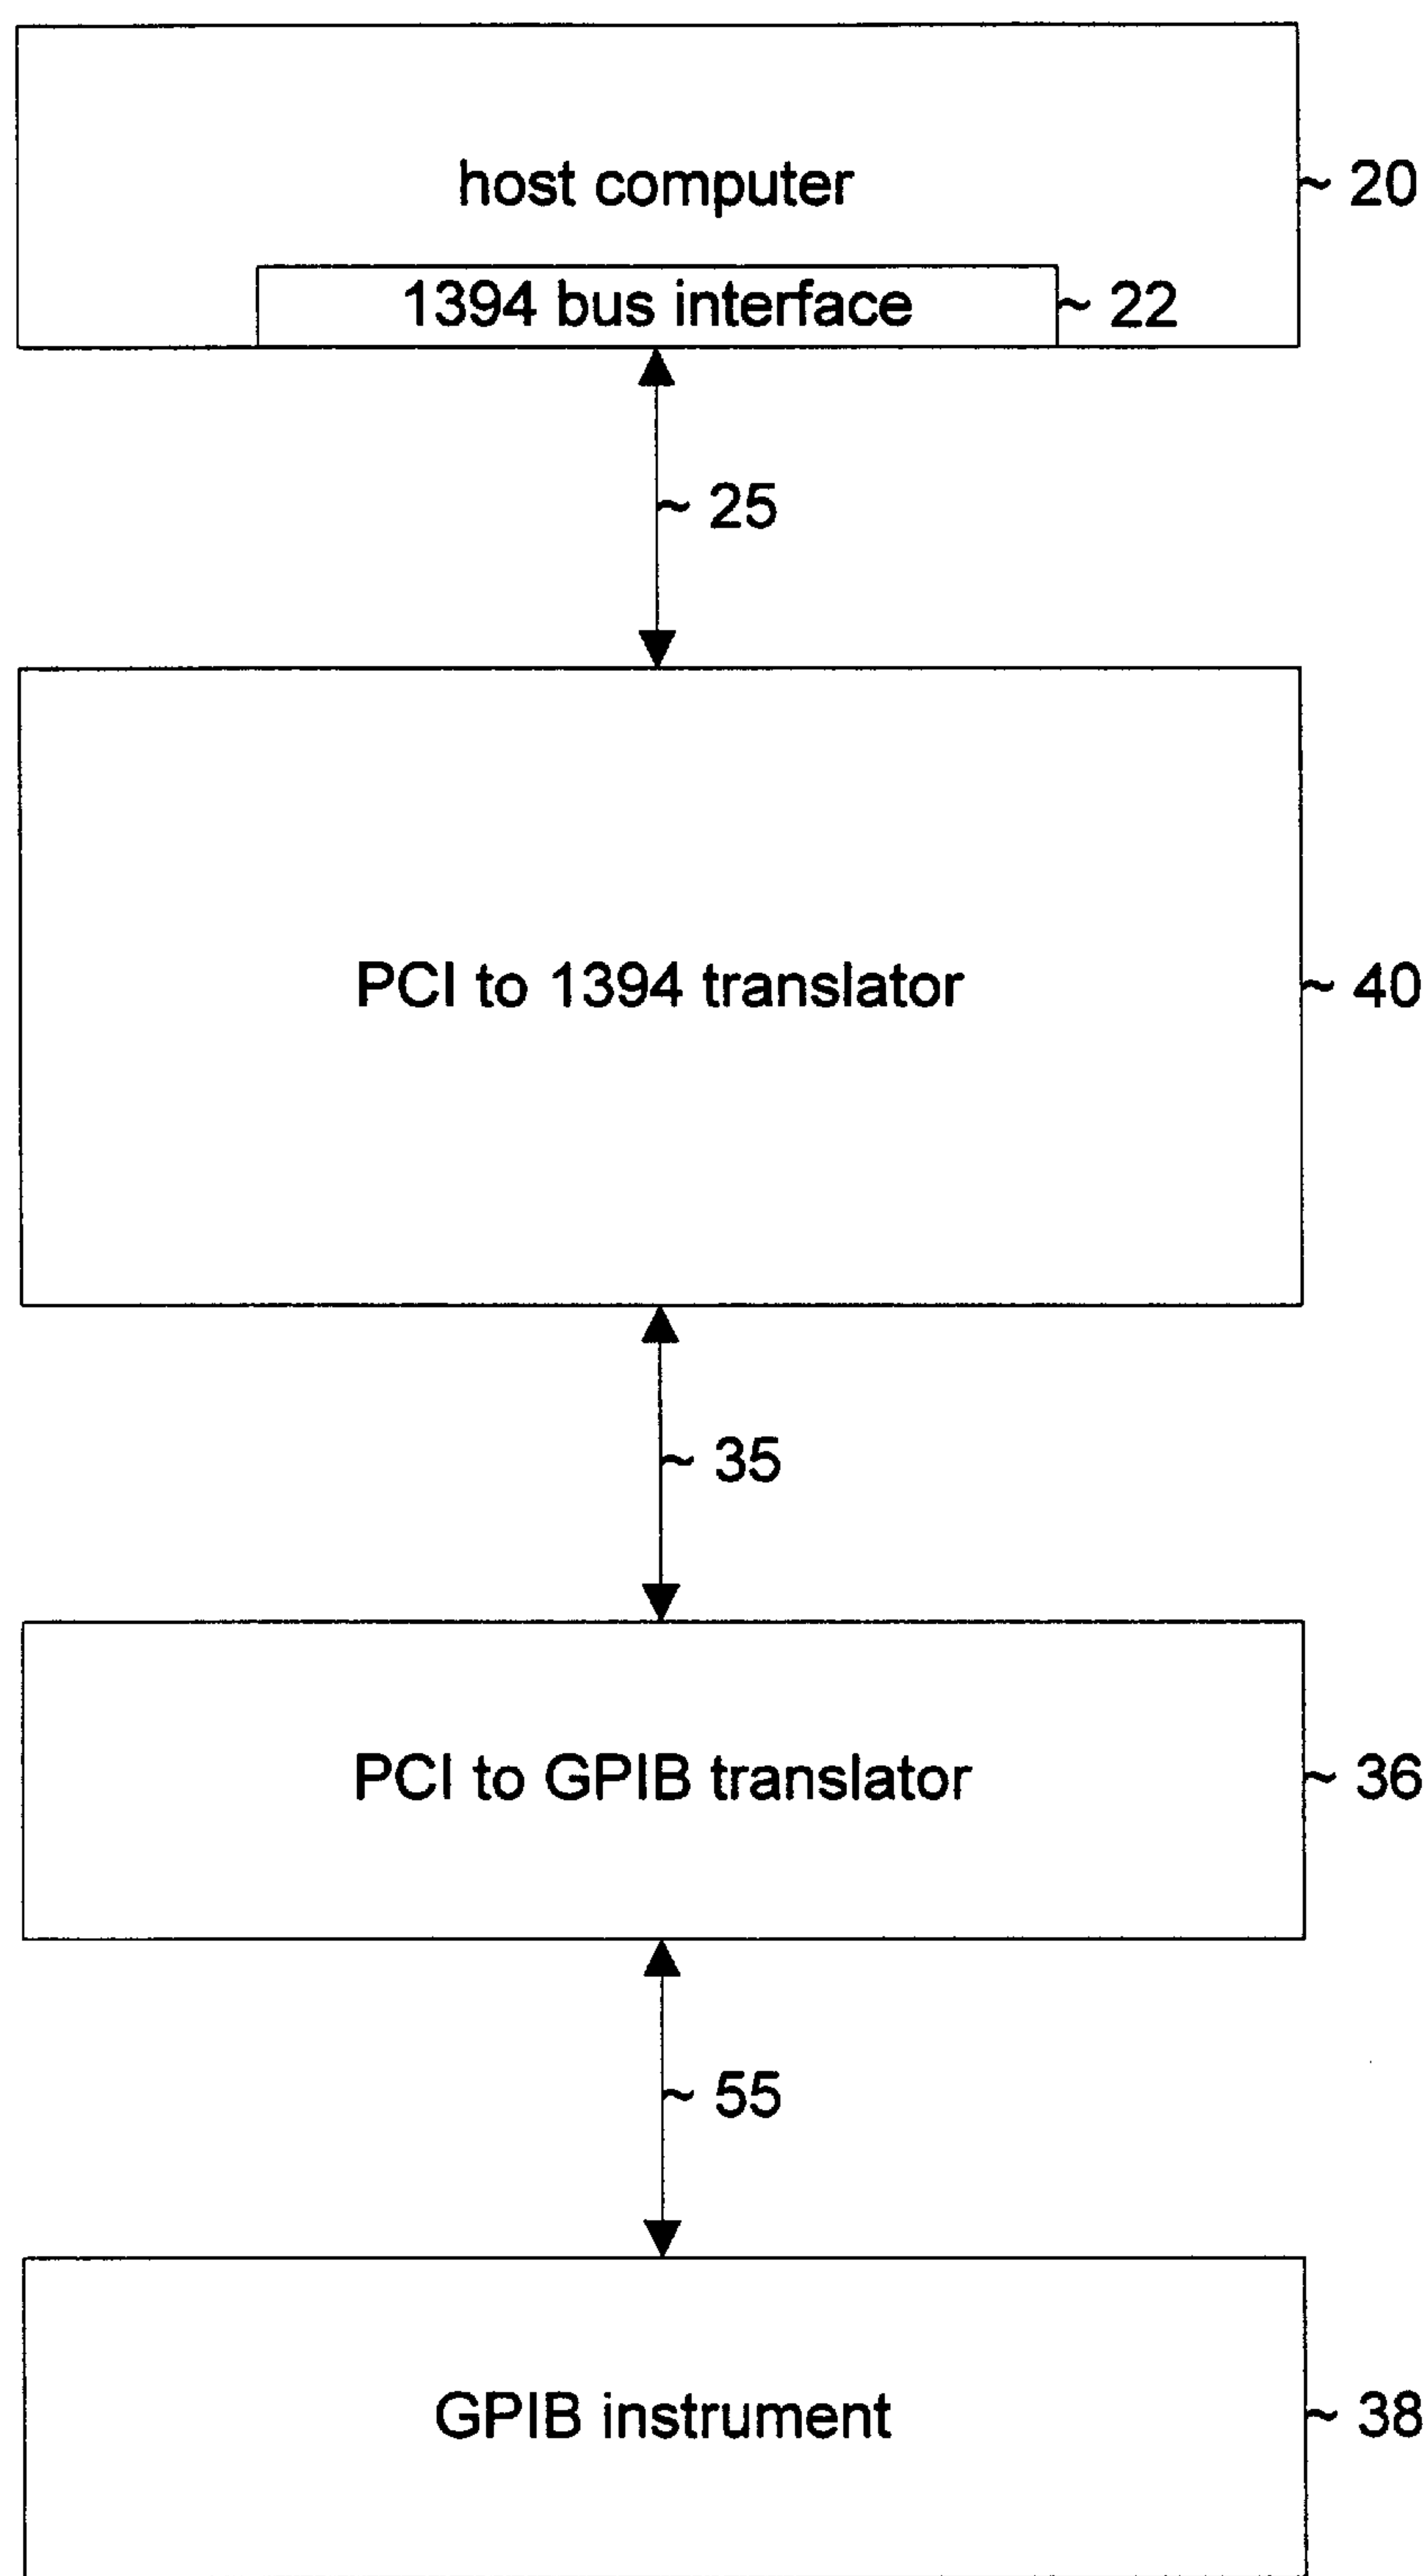 host computer
20
1394 bus interface
22
25
PCI to 1394 translator
40
35
PCI to GPIB translator
36
55
GPIB instrument
38